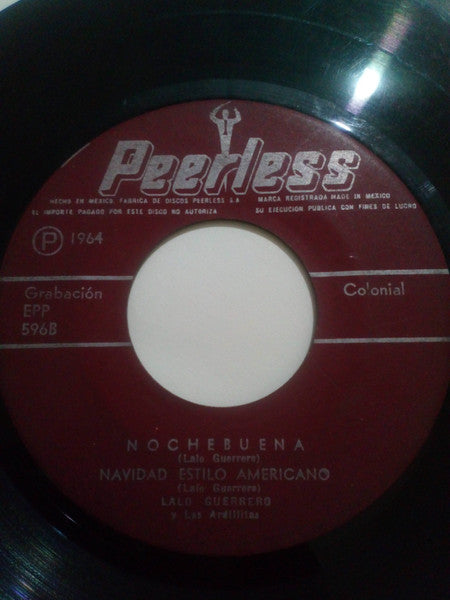 Peerless
HECHO EN MEXICO. FABRICA DE DISCOS PEERLESS S.A. MARCA REGISTRADA MADE IN MEXICO
EL IMPORTE PAGADO POR ESTE DISCO NO AUTORIZA SU EJECUCION PUBLICA CON FINES DE LUCRO
P 1964
Grabación Colonial
EPP
596B
NOCHEBUENA
(Lalo Guerrero)
NAVIDAD ESTILO AMERICANO
(Lalo Guerrero)
LALO GUERRERO
y Las Ardillitas